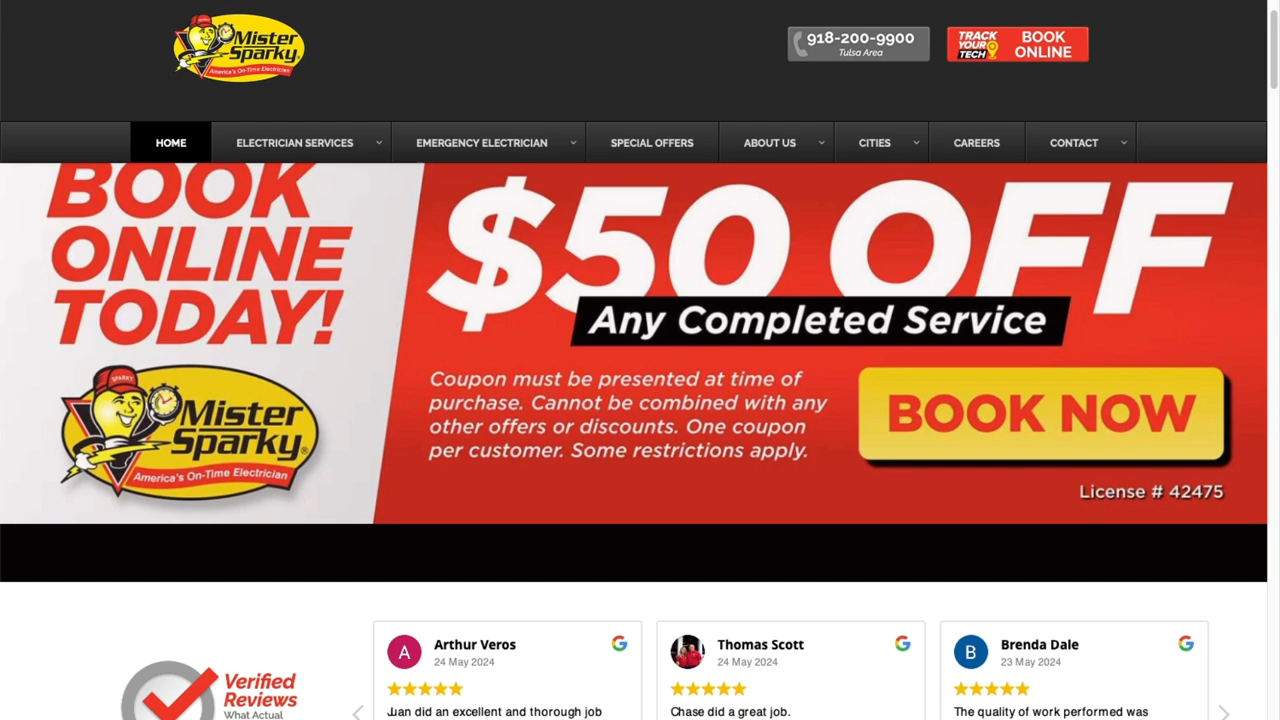 Mister
Sparky
America's On-Time Electrician
918-200-9900
Tulsa Area
TRACK
YOUR
TECH
BOOK
ONLINE
HOME
ELECTRICIAN SERVICES
EMERGENCY ELECTRICIAN
SPECIAL OFFERS
ABOUT US
CITIES
CAREERS
CONTACT
BOOK
ONLINE
TODAY!
$50 OFF
Any Completed Service
SPARKY
Mister
Sparky®
America's On-Time Electrician
Coupon must be presented at time of
purchase. Cannot be combined with any
other offers or discounts. One coupon
per customer. Some restrictions apply.
BOOK NOW
License # 42475
Verified
Reviews
What Actual
A
Arthur Veros
24 May 2024
Juan did an excellent and thorough job
Thomas Scott
24 May 2024
Chase did a great job.
B
Brenda Dale
23 May 2024
The quality of work performed was